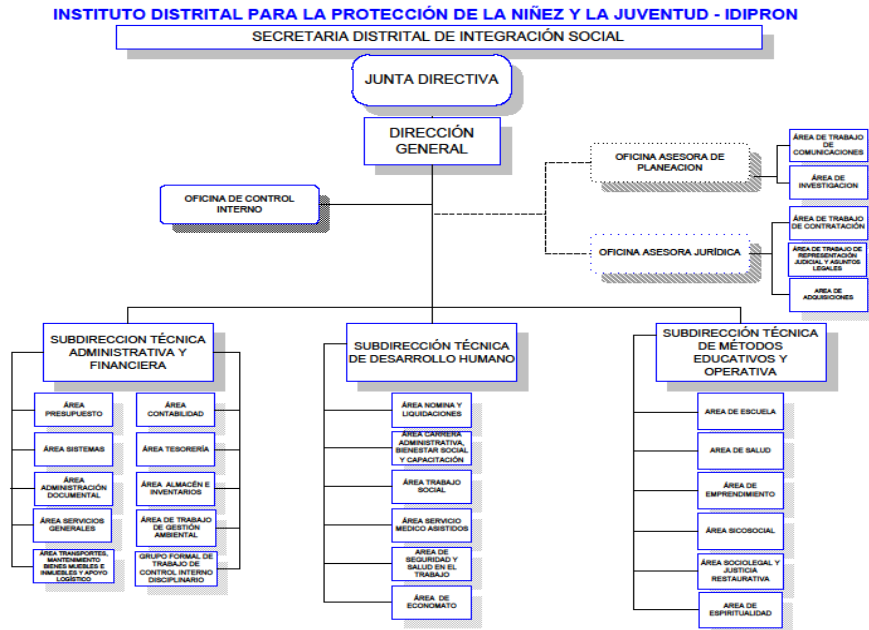 INSTITUTO DISTRITAL PARA LA PROTECCIÓN DE LA NIÑEZ Y LA JUVENTUD - IDIPRON
SECRETARIA DISTRITAL DE INTEGRACIÓN SOCIAL
JUNTA DIRECTIVA
DIRECCIÓN
GENERAL
OFICINA DE CONTROL
INTERNO
OFICINA ASESORA DE
PLANEACION
ÁREA DE TRABAJO
DE
COMUNICACIONES
ÁREA DE
INVESTIGACION
OFICINA ASESORA JURÍDICA
ÁREA DE TRABAJO
DE CONTRATACIÓN
ÁREA DE TRABAJO DE
REPRESENTACIÓN
JUDICIAL Y ASUNTOS
LEGALES
AREA DE
ADQUISICIONES
SUBDIRECCION TÉCNICA
ADMINISTRATIVA Y
FINANCIERA
ÁREA
PRESUPUESTO
ÁREA SISTEMAS
ÁREA
ADMINISTRACIÓN
DOCUMENTAL
ÁREA SERVICIOS
GENERALES
ÁREA TRANSPORTES,
MANTENIMIENTO
BIENES MUEBLES E
INMUEBLES Y APOYO
LOGÍSTICO
ÁREA
CONTABILIDAD
ÁREA TESORERÍA
ÁREA ALMACÉN E
INVENTARIOS
ÁREA DE TRABAJO
DE GESTIÓN
AMBIENTAL
GRUPO FORMAL DE
TRABAJO DE
CONTROL INTERNO
DISCIPLINARIO
SUBDIRECCIÓN TÉCNICA
DE DESARROLLO HUMANO
ÁREA NOMINA Y
LIQUIDACIONES
ÁREA CARRERA
ADMINISTRATIVA,
BIENESTAR SOCIAL
Y CAPACITACIÓN
ÁREA TRABAJO
SOCIAL
ÁREA SERVICIO
MEDICO ASISTIDOS
AREA DE
SEGURIDAD Y
SALUD EN EL
TRABAJO
ÁREA DE
ECONOMATO
SUBDIRECCIÓN TÉCNICA
DE MÉTODOS
EDUCATIVOS Y
OPERATIVA
AREA DE ESCUELA
AREA DE SALUD
ÁREA DE
EMPRENDIMIENTO
ÁREA SICOSOCIAL
ÁREA SOCIOLEGAL Y
JUSTICIA
RESTAURATIVA
AREA DE
ESPIRITUALIDAD